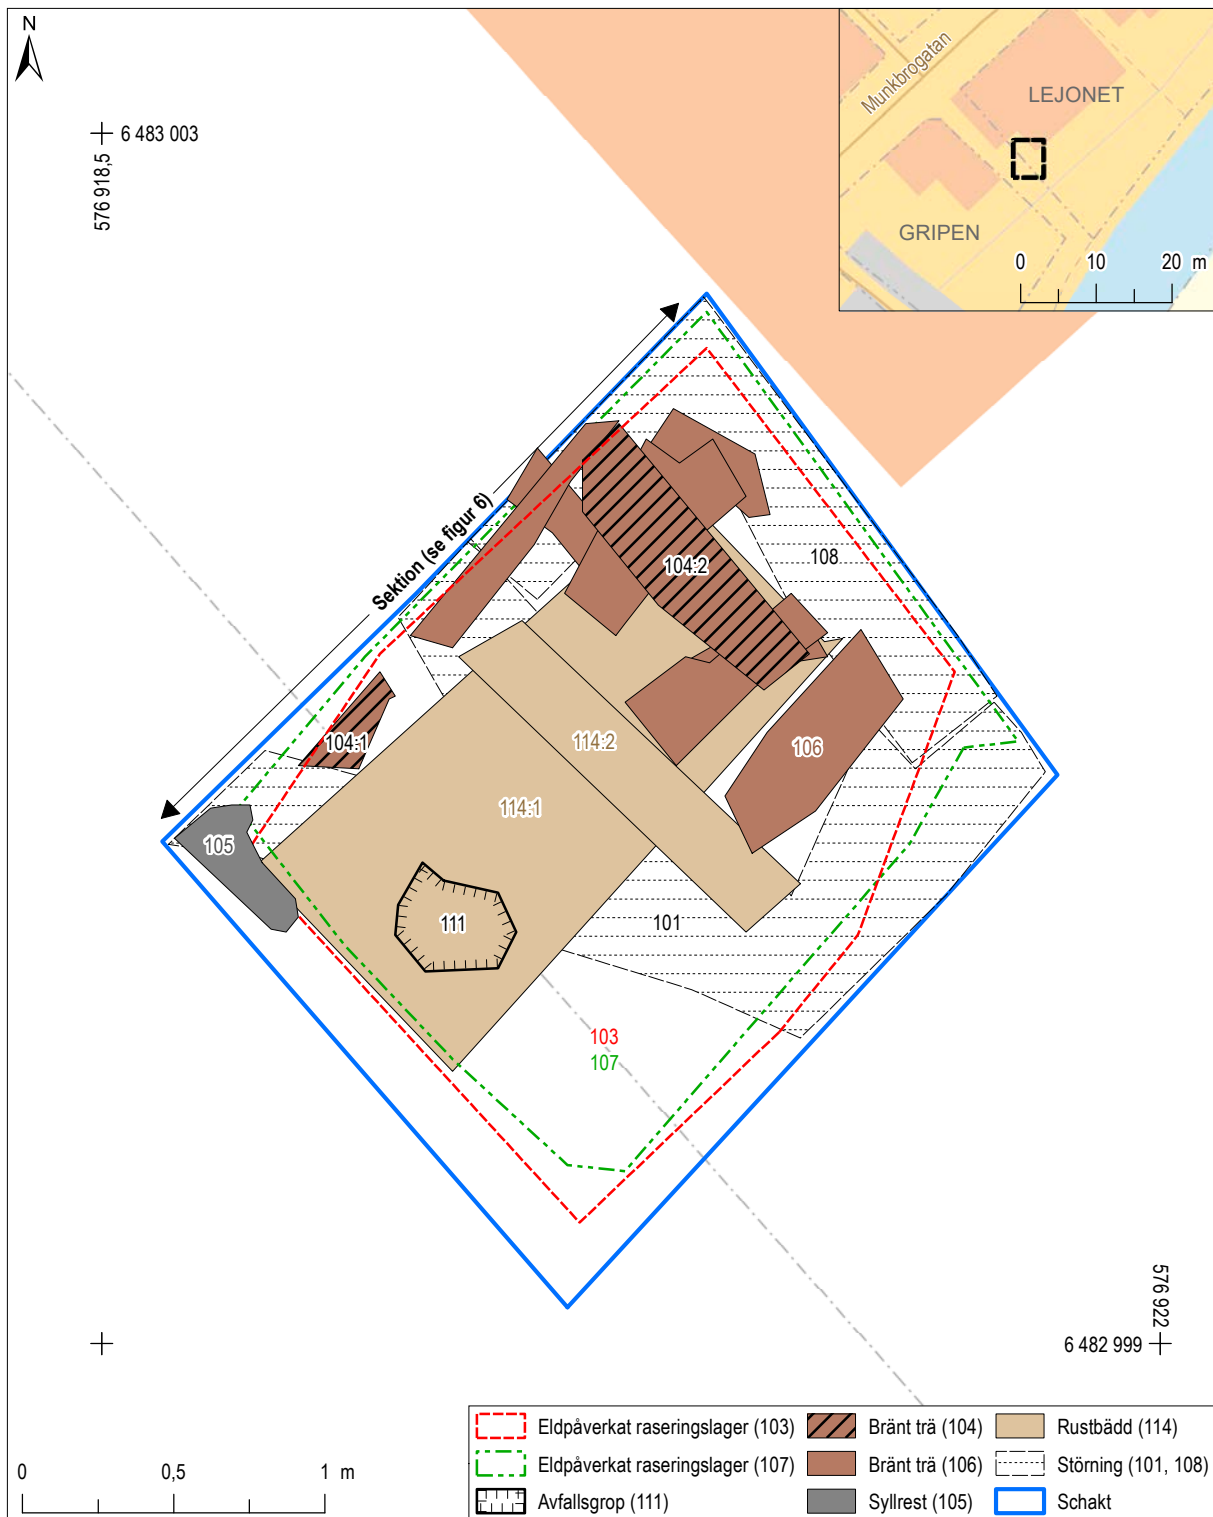 N
6 483 003
576 918,5
Munkbrogatan
LEJONET
GRIPEN
0 10 20 m
Sektion (se figur 6)
108
104:2
104:1
106
114:2
114:1
105
111
101
103
107
576 922
6 482 999
Eldpåverkat raseringslager (103)
Eldpåverkat raseringslager (107)
Avfallsgrop (111)
Bränt trä (104)
Bränt trä (106)
Syllrest (105)
Rustbädd (114)
Störning (101, 108)
Schakt
0 0,5 1 m